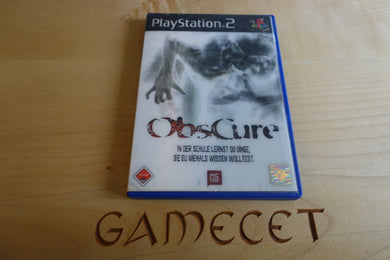 PlayStation 2
ObsCure
IN DER SCHULE LERNST DU DINGE,
DIE DU NIEMALS WISSEN WOLLTEST.
GAMECET